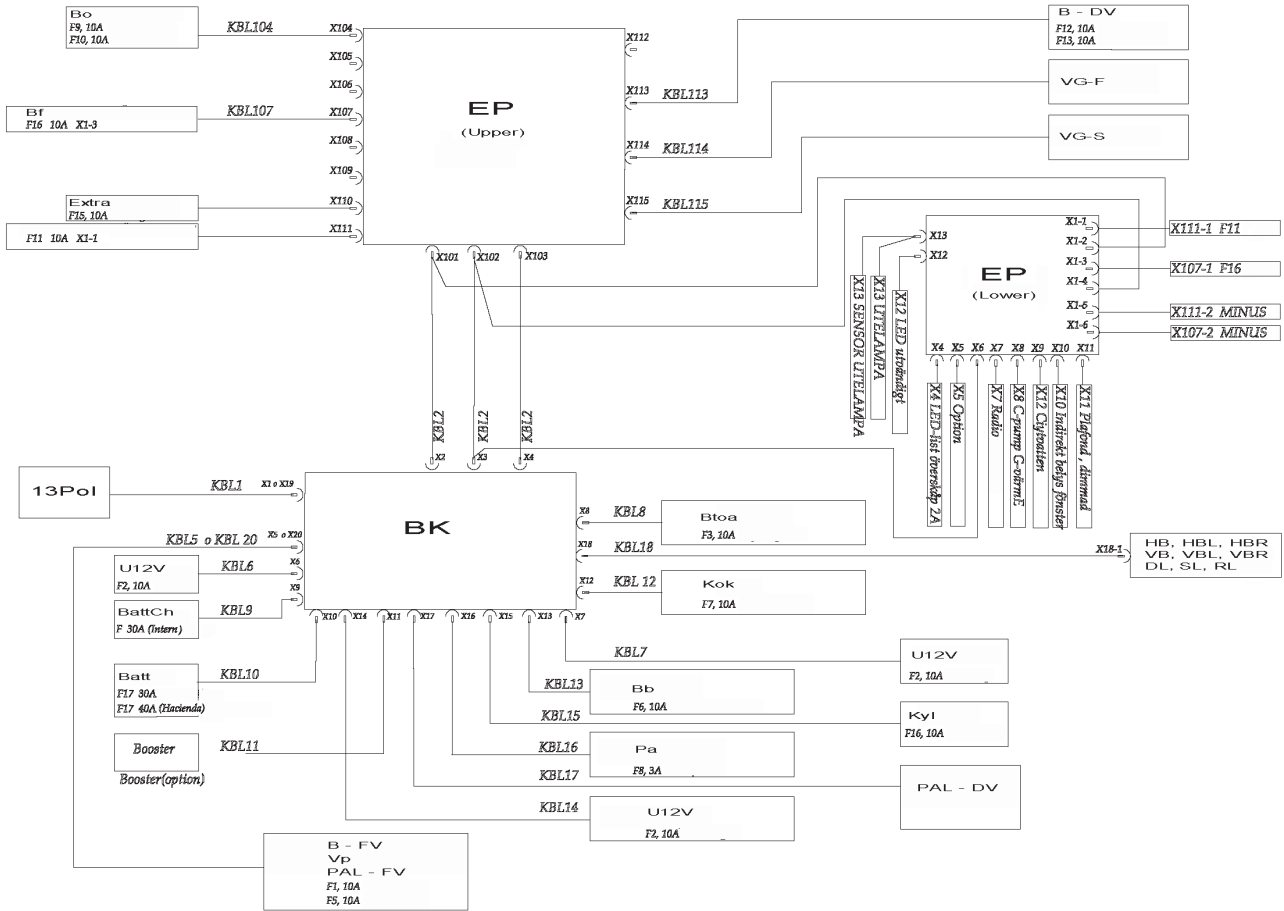 Bo
F9, 10A
F10, 10A
KBL104
X104
X105
X106
Bf
F16 10A X1-3
KBL107
X107
X108
X109
Extra
F15, 10A
X110
F11 10A X1-1
X111
EP
(Upper)
X112
X113
KBL113
X114
KBL114
X115
KBL115
X101
X102
X103
B - DV
F12, 10A
F13, 10A
VG-F
VG-S
X13
X12
EP
(Lower)
X1-1
X1-2
X1-3
X1-4
X1-5
X1-6
X111-1 F11
X107-1 F16
X111-2 MINUS
X107-2 MINUS
X4 X5 X6 X7 X8 X9 X10 X11
X13 SENSOR UTELAMPA
X13 UTELAMPA
X12 LED utvändigt
X4 LED-list överskåp 2A
X5 Option
X7 Radio
X8 C-pump G-värmE
X12 Citytvatten
X10 Indirekt belys fönster
X11 Plafond, dimmad
KBL2
KBL2
KBL2
X2
X3
X4
13Pol
KBL1
X1 o X19
KBL5 o KBL 20
X5 o X20
U12V
F2, 10A
KBL6
X6
BattCh
F 30A (Intern)
KBL9
X9
BK
X8
KBL8
Btoa
F3, 10A
X18
KBL18
X18-1
HB, HBL, HBR
VB, VBL, VBR
DL, SL, RL
X12
KBL 12
Kok
F7, 10A
X10
X14
X11
X17
X16
X15
X13
X7
Batt
F17 30A
F17 40A (Hacienda)
KBL10
KBL7
U12V
F2, 10A
KBL13
Bb
F6, 10A
KBL15
Kyl
F16, 10A
Booster
Booster(option)
KBL11
KBL16
Pa
F8, 3A
KBL17
PAL - DV
KBL14
U12V
F2, 10A
B - FV
Vp
PAL - FV
F1, 10A
F5, 10A